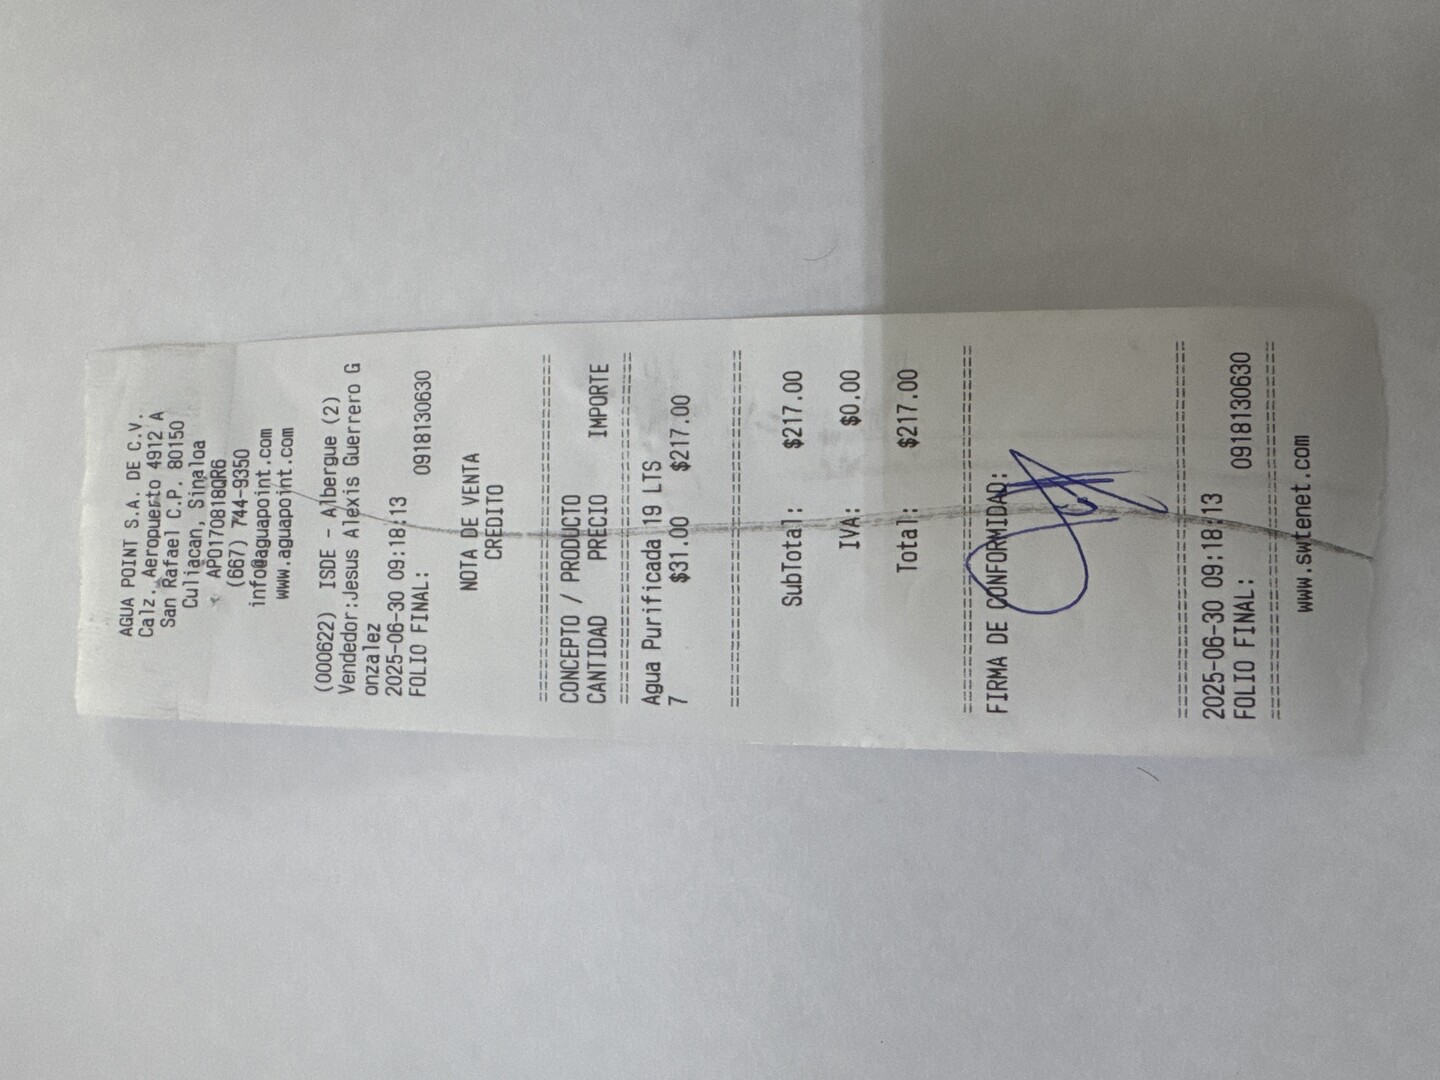 AGUA POINT S.A. DE C.V.
Calz. Aeropuerto 4912 A
San Rafael C.P. 80150
Culiacan, Sinaloa
APO170818QR6
(667) 744-9350
info@aguapoint.com
www.aguapoint.com
(000622) ISDE - Albergue (2)
Vendedor:Jesus Alexis Guerrero G
onzalez
2025-06-30 09:18:13
FOLIO FINAL: 0918130630
NOTA DE VENTA
CREDITO
================================
CONCEPTO / PRODUCTO
CANTIDAD PRECIO IMPORTE
================================
Agua Purificada 19 LTS
7 $31.00 $217.00
================================
SubTotal: $217.00
IVA: $0.00
Total: $217.00
================================
FIRMA DE CONFORMIDAD:
================================
2025-06-30 09:18:13
FOLIO FINAL: 0918130630
================================
www.swtenet.com